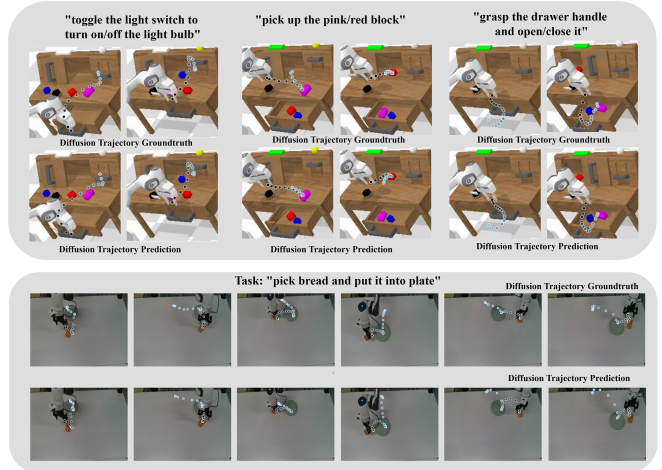 "toggle the light switch to
turn on/off the light bulb"
"pick up the pink/red block"
"grasp the drawer handle
and open/close it"
Diffusion Trajectory Groundtruth
Diffusion Trajectory Groundtruth
Diffusion Trajectory Groundtruth
Diffusion Trajectory Prediction
Diffusion Trajectory Prediction
Diffusion Trajectory Prediction
Task: "pick bread and put it into plate"
Diffusion Trajectory Groundtruth
Diffusion Trajectory Prediction